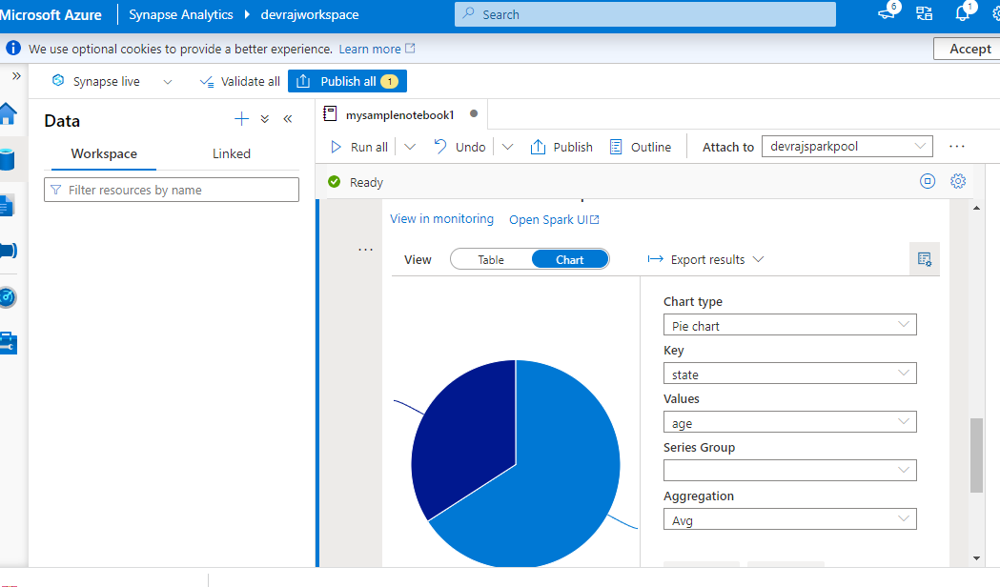 Microsoft Azure
Synapse Analytics
devrajworkspace
Search
6
1
We use optional cookies to provide a better experience. Learn more
Accept
Synapse live
Validate all
Publish all 1
Data
Workspace
Linked
Filter resources by name
mysamplenotebook1
Run all
Undo
Publish
Outline
Attach to
devrajsparkpool
Ready
View in monitoring
Open Spark UI
View
Table
Chart
Export results
Chart type
Pie chart
Key
state
Values
age
Series Group
Aggregation
Avg